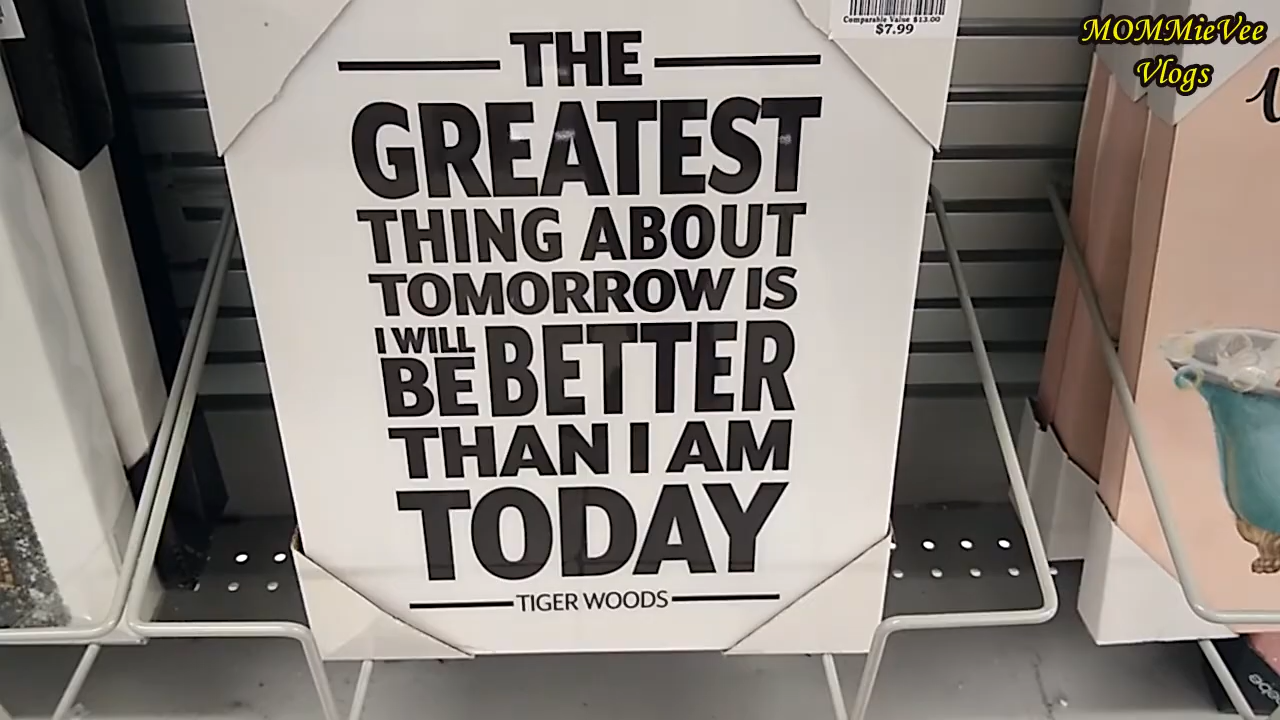 Comparable Value $13.00
$7.99
MOMMieVee
Vlogs
THE
GREATEST
THING ABOUT
TOMORROW IS
I WILL
BE BETTER
THAN I AM
TODAY
TIGER WOODS